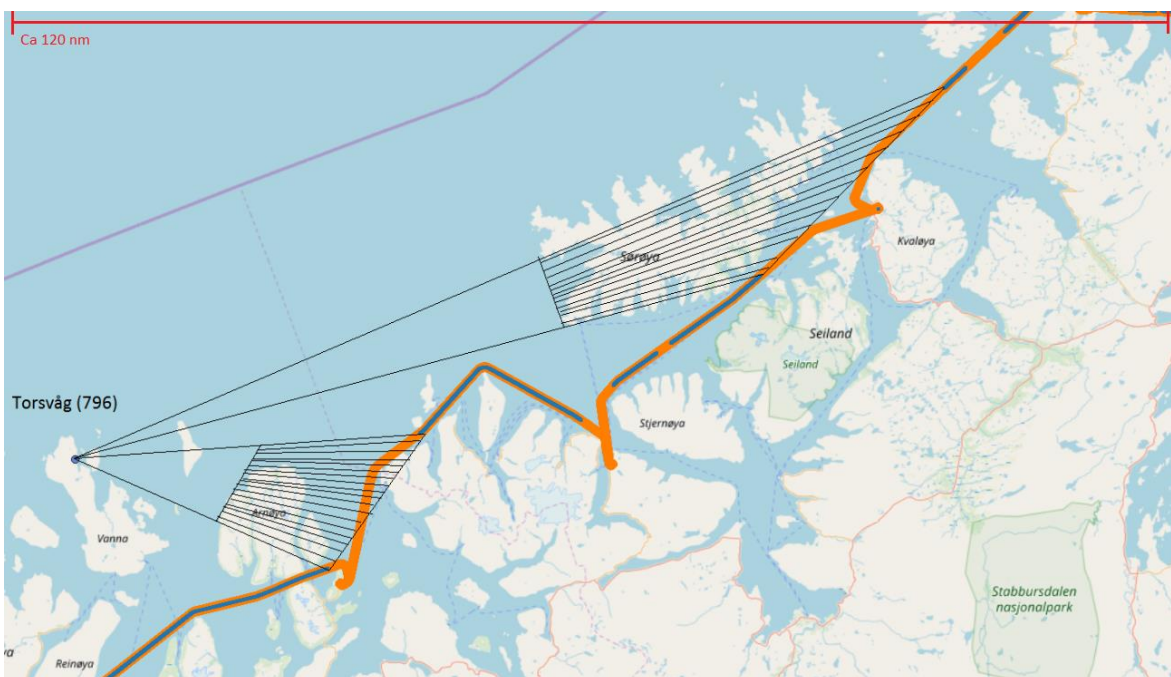 Ca 120 nm
Sørøya
Kvaløya
Seiland
Seiland
Torsvåg (796)
Stjernøya
Arnøya
Vanna
Stabbursdalen
nasjonalpark
Reinøya